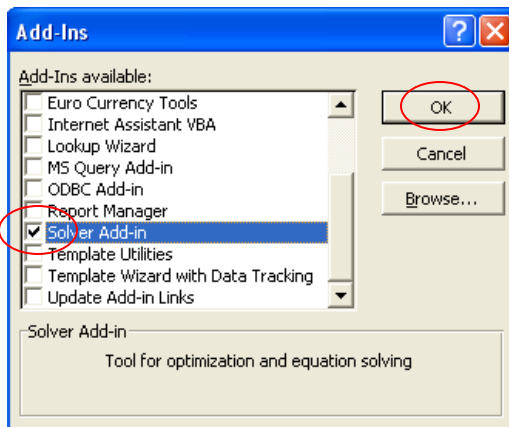 Add-Ins
Add-Ins available:
Euro Currency Tools
Internet Assistant VBA
Lookup Wizard
MS Query Add-in
ODBC Add-in
Report Manager
Solver Add-in
Template Utilities
Template Wizard with Data Tracking
Update Add-in Links
OK
Cancel
Browse...
Solver Add-in
Tool for optimization and equation solving